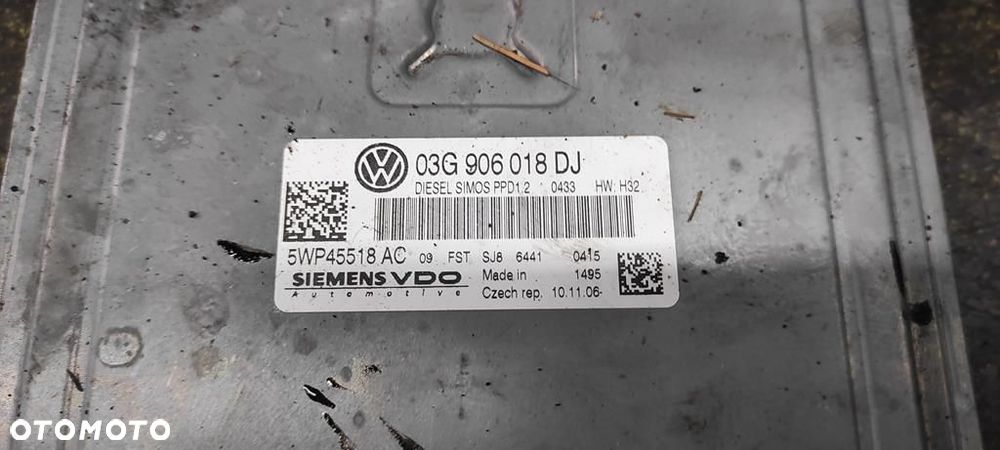 03G 906 018 DJ
DIESEL SIMOS PPD1.2 0433 HW: H32
5WP45518 AC 09 FST SJ8 6441 0415
SIEMENS VDO Made in 1495
Automotive Czech rep. 10.11.06
OTOMOTO